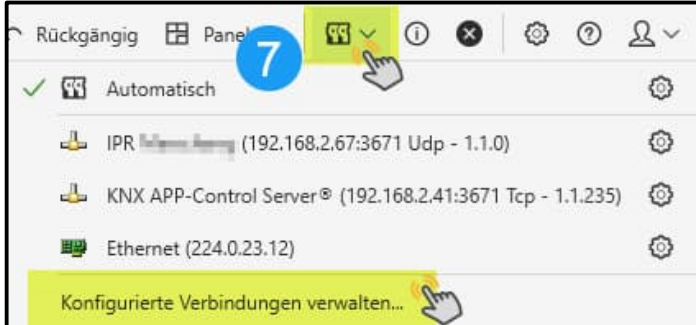 Rückgängig Panel
7
Automatisch
IPR (192.168.2.67:3671 Udp - 1.1.0)
KNX APP-Control Server® (192.168.2.41:3671 Tcp - 1.1.235)
Ethernet (224.0.23.12)
Konfigurierte Verbindungen verwalten...